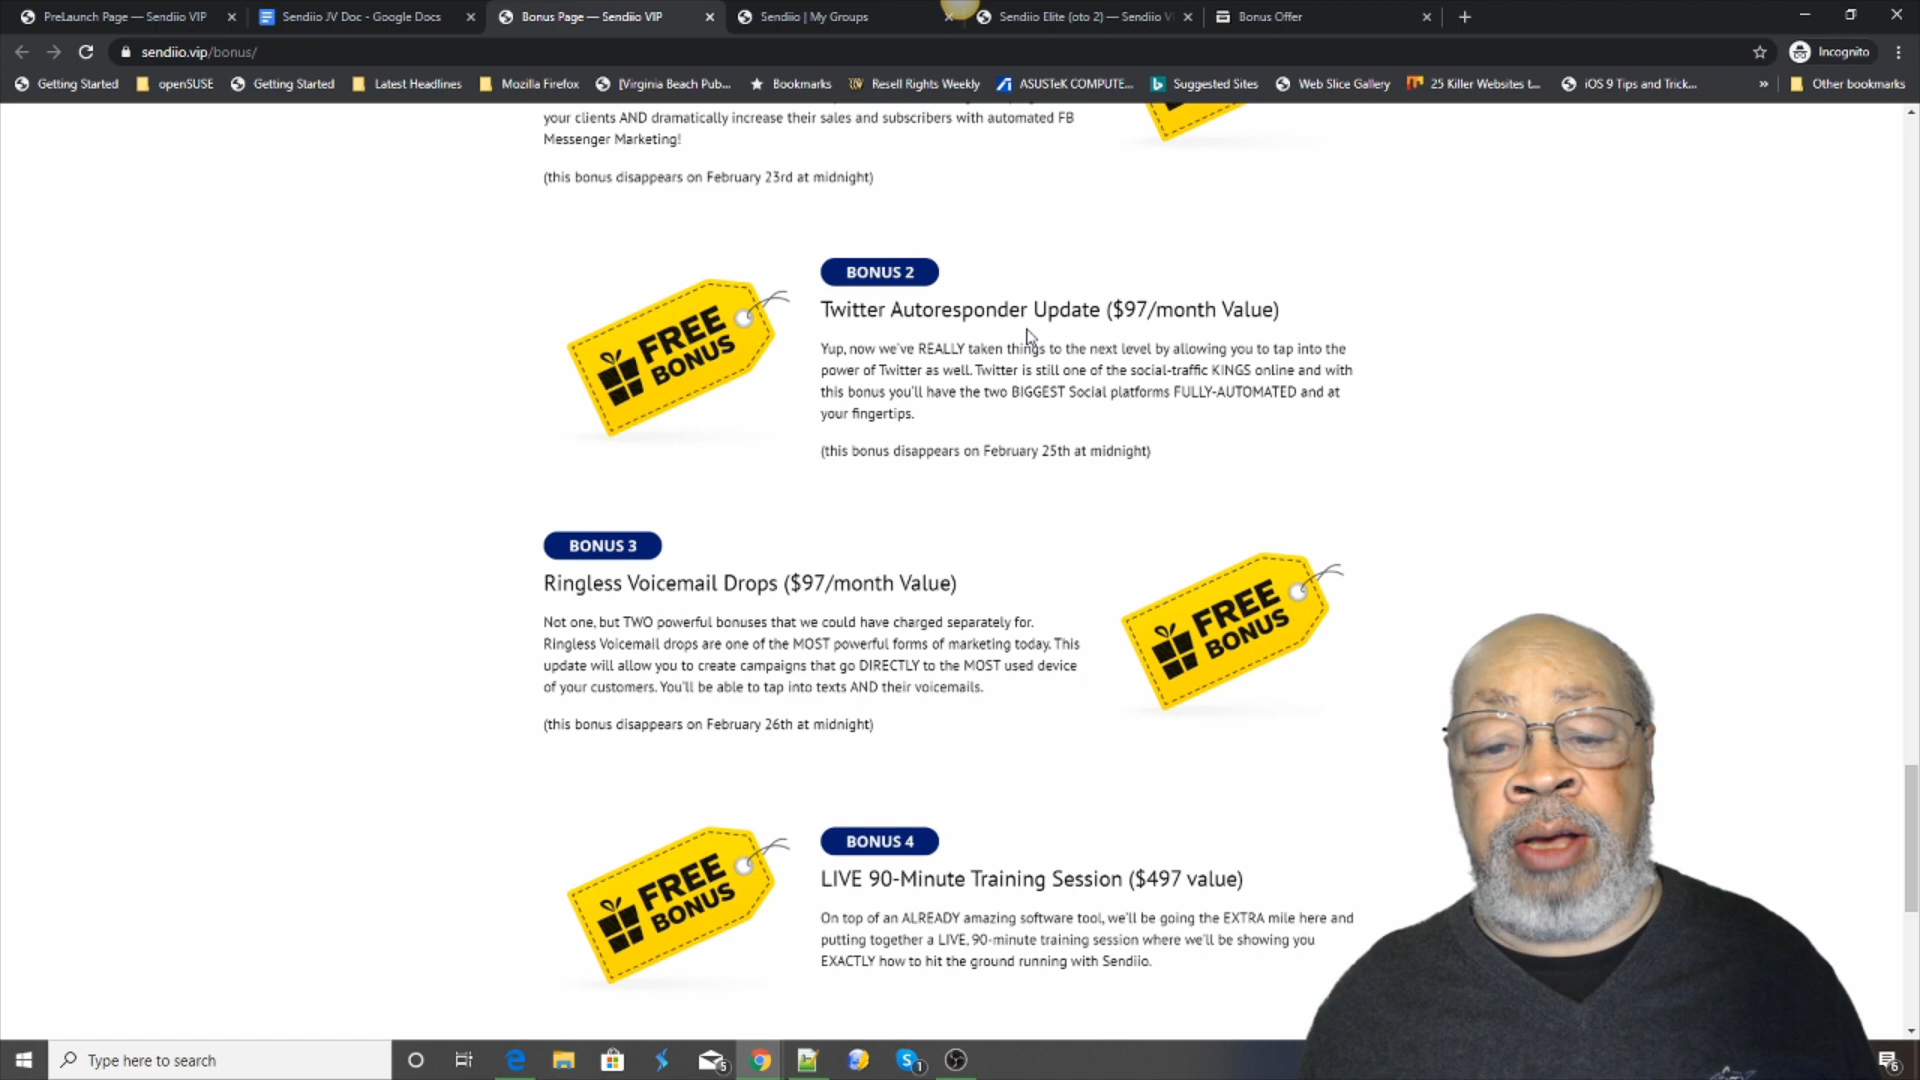 PreLaunch Page — Sendiio VIP
Sendiio JV Doc - Google Docs
Bonus Page — Sendiio VIP
Sendiio | My Groups
Sendiio Elite (oto 2) — Sendiio V
Bonus Offer
sendiio.vip/bonus/
Incognito
Getting Started
openSUSE
Getting Started
Latest Headlines
Mozilla Firefox
[Virginia Beach Pub...
Bookmarks
Resell Rights Weekly
ASUSTeK COMPUTE...
Suggested Sites
Web Slice Gallery
25 Killer Websites t...
iOS 9 Tips and Trick...
»
Other bookmarks
your clients AND dramatically increase their sales and subscribers with automated FB
Messenger Marketing!
(this bonus disappears on February 23rd at midnight)
FREE
BONUS
BONUS 2
Twitter Autoresponder Update ($97/month Value)
Yup, now we've REALLY taken things to the next level by allowing you to tap into the
power of Twitter as well. Twitter is still one of the social-traffic KINGS online and with
this bonus you'll have the two BIGGEST Social platforms FULLY-AUTOMATED and at
your fingertips.
(this bonus disappears on February 25th at midnight)
BONUS 3
Ringless Voicemail Drops ($97/month Value)
Not one, but TWO powerful bonuses that we could have charged separately for.
Ringless Voicemail drops are one of the MOST powerful forms of marketing today. This
update will allow you to create campaigns that go DIRECTLY to the MOST used device
of your customers. You'll be able to tap into texts AND their voicemails.
(this bonus disappears on February 26th at midnight)
FREE
BONUS
FREE
BONUS
BONUS 4
LIVE 90-Minute Training Session ($497 value)
On top of an ALREADY amazing software tool, we'll be going the EXTRA mile here and
putting together a LIVE, 90-minute training session where we'll be showing you
EXACTLY how to hit the ground running with Sendiio.
Type here to search
5
1
6